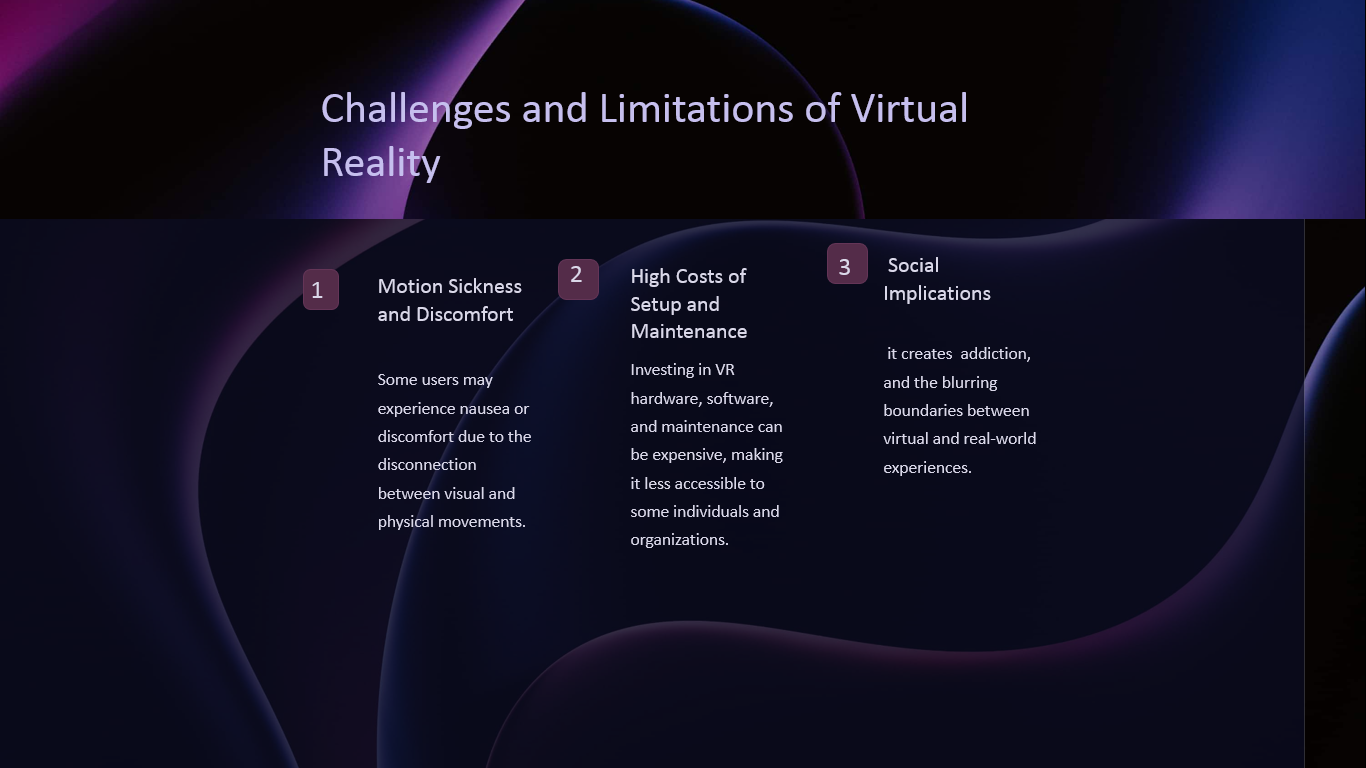 Challenges and Limitations of Virtual
Reality
1
Motion Sickness
and Discomfort
Some users may
experience nausea or
discomfort due to the
disconnection
between visual and
physical movements.
2
High Costs of
Setup and
Maintenance
Investing in VR
hardware, software,
and maintenance can
be expensive, making
it less accessible to
some individuals and
organizations.
3
Social
Implications
it creates  addiction,
and the blurring
boundaries between
virtual and real-world
experiences.